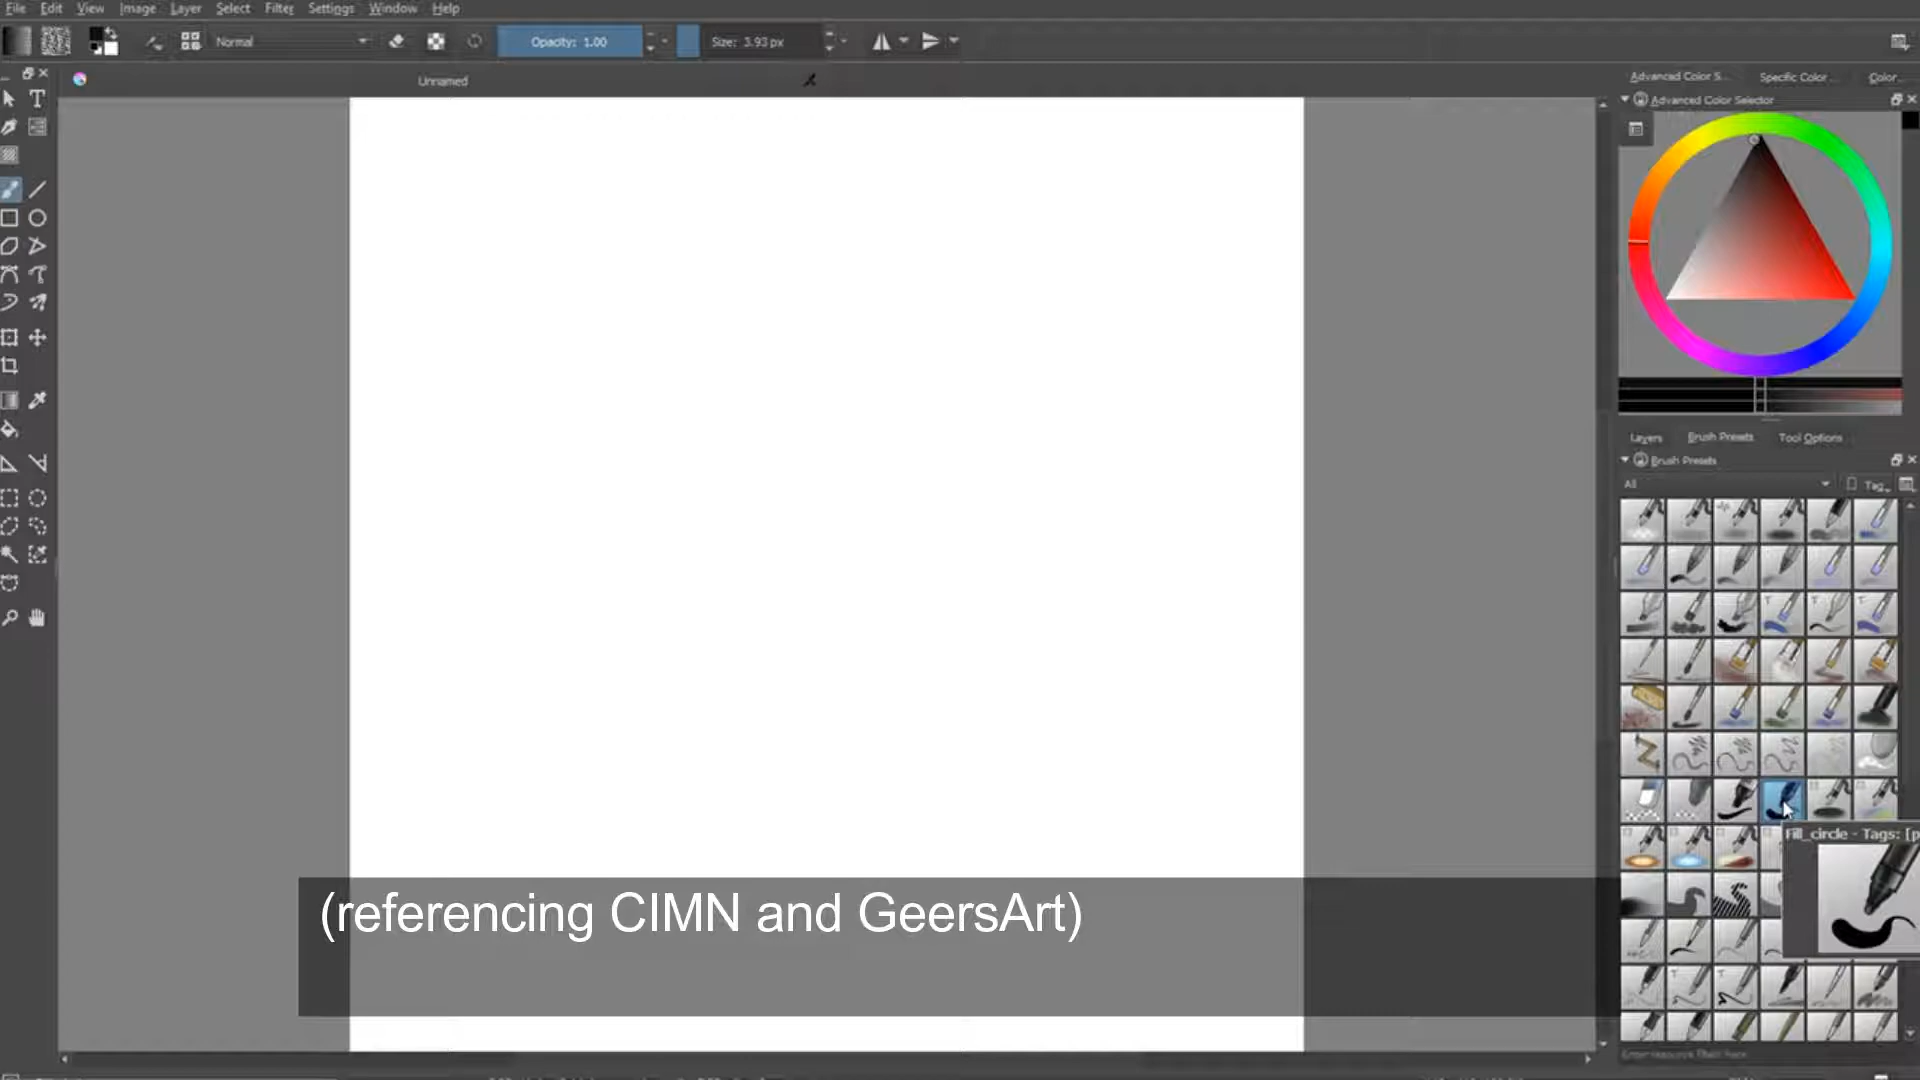 File Edit View Image Layer Select Filter Settings Window Help
Normal Opacity: 1.00 Size: 3.93 px
Unnamed
Advanced Color S... Specific Color... Color...
Advanced Color Selector
Layers Brush Presets Tool Options
Brush Presets
All Tag
Fill_circle - Tags: [p
(referencing CIMN and GeersArt)